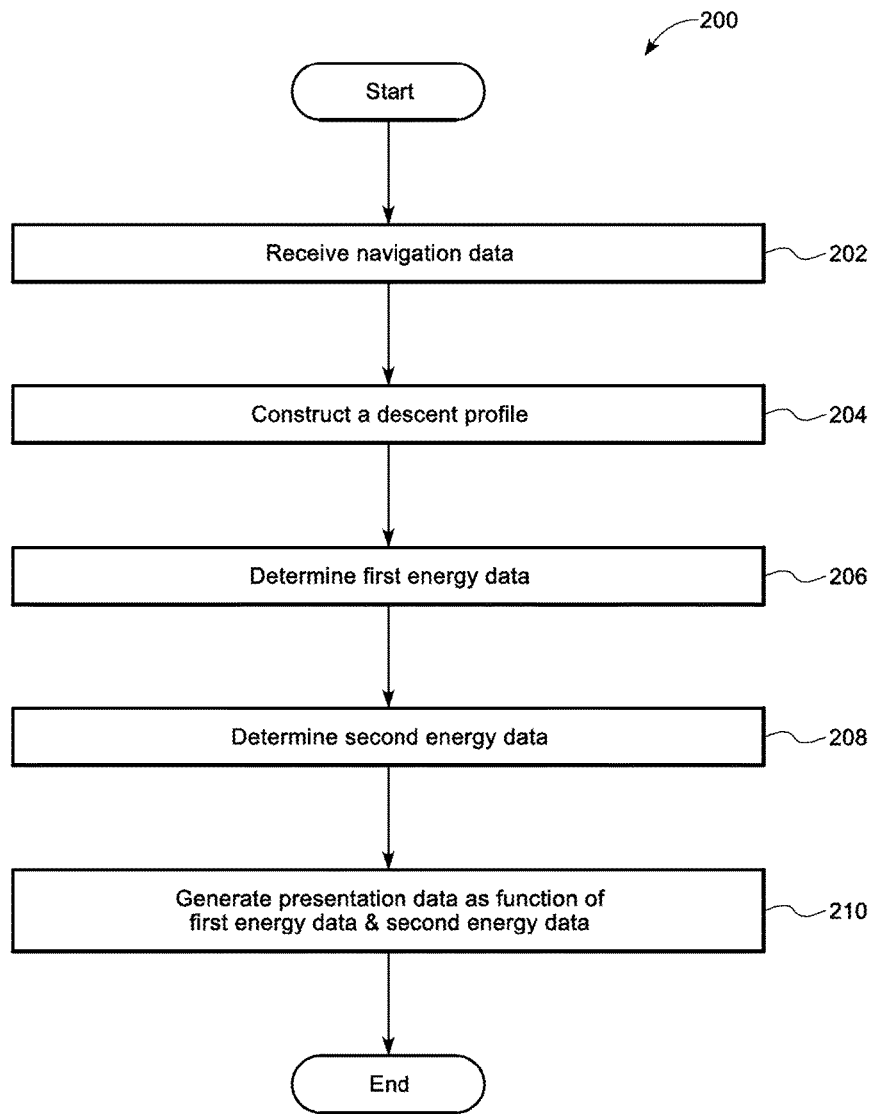 200
Start
Receive navigation data
202
Construct a descent profile
204
Determine first energy data
206
Determine second energy data
208
Generate presentation data as function of
first energy data & second energy data
210
End